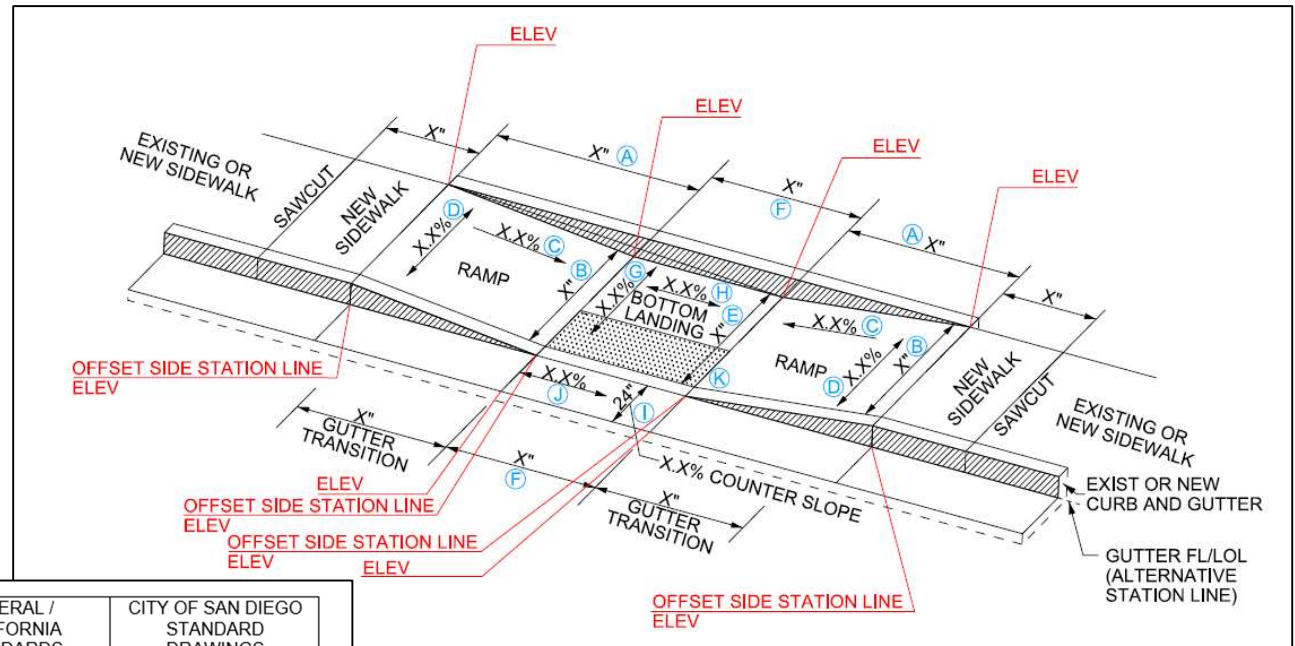 ELEV
ELEV
ELEV
ELEV
EXISTING OR
NEW SIDEWALK
SAWCUT
X"
NEW
SIDEWALK
X" A
X"
F
A X"
X"
X.X% D
X.X% C
RAMP
B
X"
G
X.X%
X.X% H
BOTTOM
LANDING
E
X"
X.X% C
RAMP
X.X%
D
B
X"
NEW
SIDEWALK
SAWCUT
EXISTING OR
NEW SIDEWALK
K
X.X%
J
24"
I
OFFSET SIDE STATION LINE
ELEV
X"
GUTTER
TRANSITION
X"
F
X"
GUTTER
TRANSITION
X.X% COUNTER SLOPE
ELEV
OFFSET SIDE STATION LINE
ELEV
OFFSET SIDE STATION LINE
ELEV
ELEV
OFFSET SIDE STATION LINE
ELEV
EXIST OR NEW
CURB AND GUTTER
GUTTER FL/LOL
(ALTERNATIVE
STATION LINE)
ERAL /
CITY OF SAN DIEGO
FORNIA
STANDARD